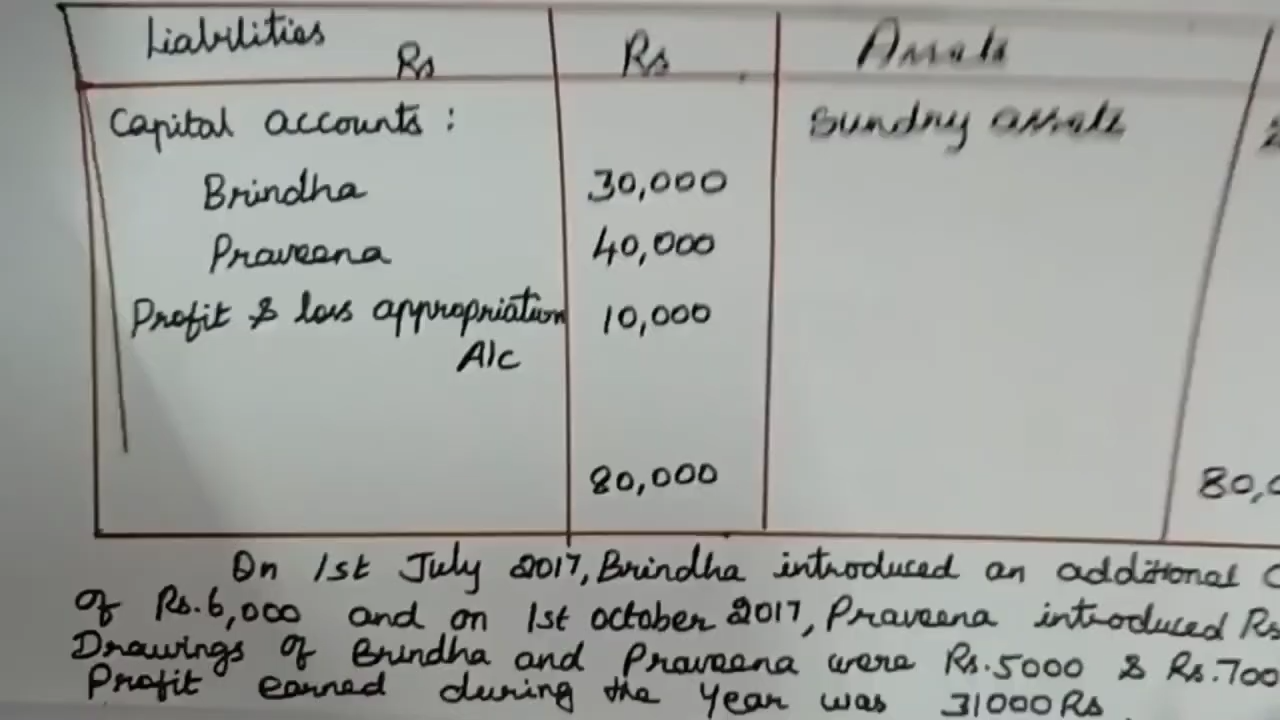 Liabilities Rs Rs Assets
Capital accounts : Sundry assets
Brindha 30,000
Praveena 40,000
Profit & loss appropriation 10,000
A/c
80,000 80,0
On 1st July 2017, Brindha introduced an additional
of Rs.6,000 and on 1st october 2017, Praveena introduced Rs
Drawings of Brindha and Praveena were Rs.5000 & Rs.700
Profit earned during the year was 31000 Rs.